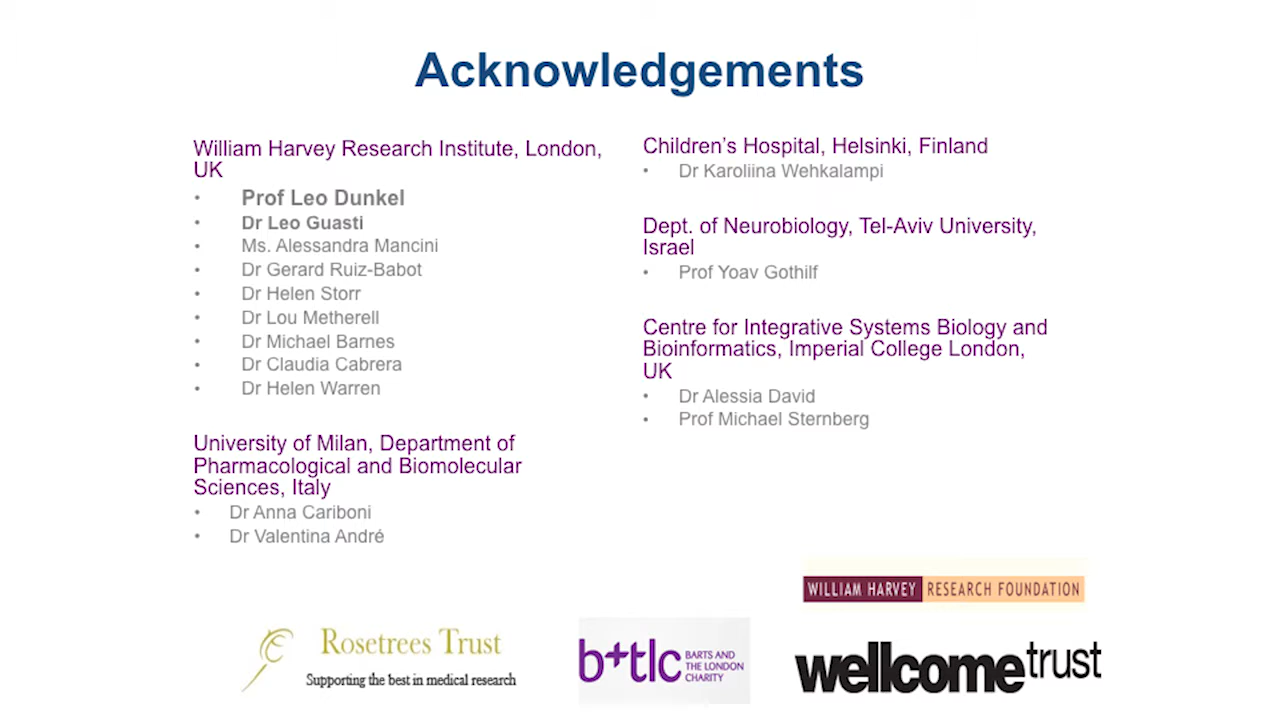 Acknowledgements
William Harvey Research Institute, London,
UK
• Prof Leo Dunkel
• Dr Leo Guasti
• Ms. Alessandra Mancini
• Dr Gerard Ruiz-Babot
• Dr Helen Storr
• Dr Lou Metherell
• Dr Michael Barnes
• Dr Claudia Cabrera
• Dr Helen Warren
University of Milan, Department of
Pharmacological and Biomolecular
Sciences, Italy
• Dr Anna Cariboni
• Dr Valentina André
Children's Hospital, Helsinki, Finland
• Dr Karoliina Wehkalampi
Dept. of Neurobiology, Tel-Aviv University,
Israel
• Prof Yoav Gothilf
Centre for Integrative Systems Biology and
Bioinformatics, Imperial College London,
UK
• Dr Alessia David
• Prof Michael Sternberg
WILLIAM HARVEY RESEARCH FOUNDATION
Rosetrees Trust
Supporting the best in medical research
b+tlc
BARTS AND
THE LONDON
CHARITY
wellcometrust